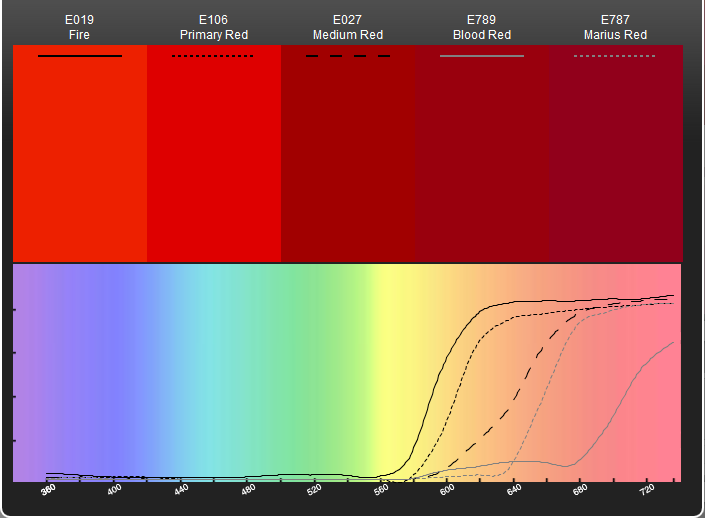 E019 E106 E027 E789 E787
Fire Primary Red Medium Red Blood Red Marius Red
360 400 440 480 520 560 600 640 680 720